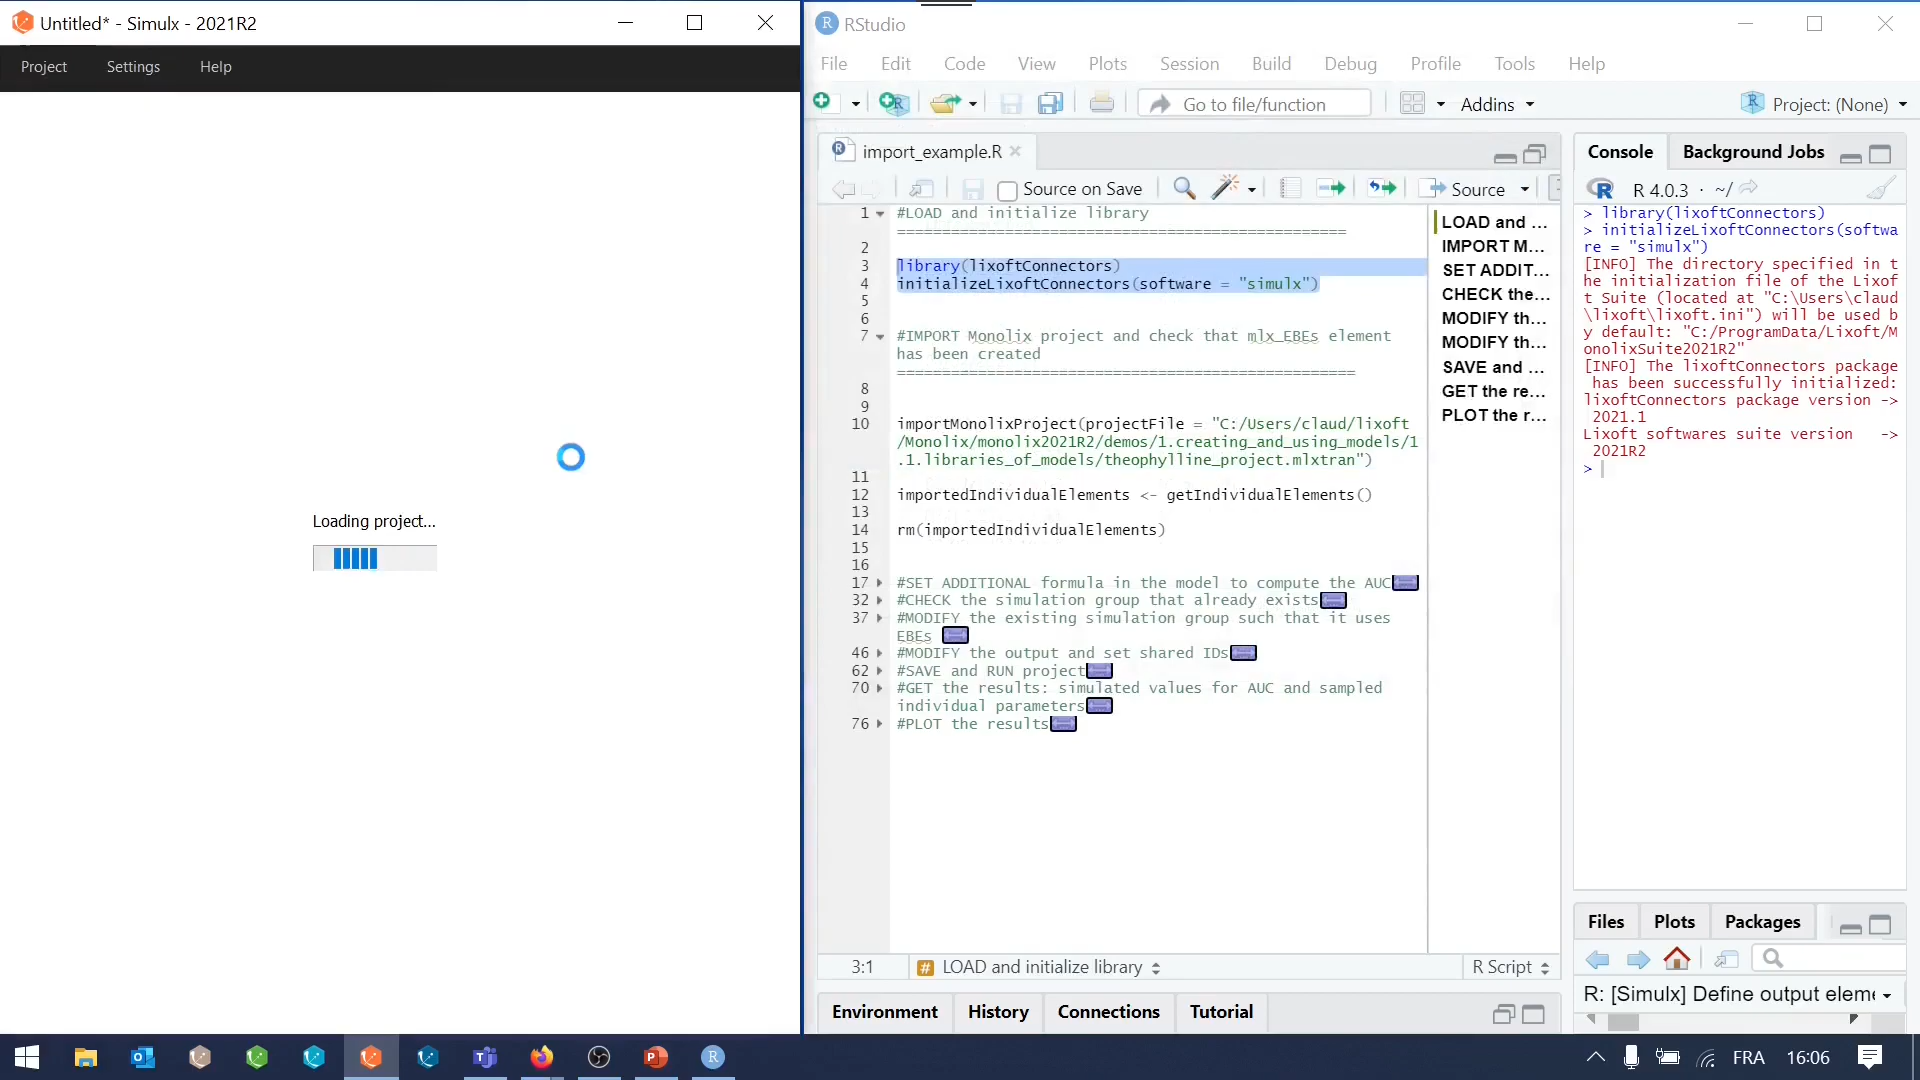 Untitled* - Simulx - 2021R2
Project Settings Help
Loading project...
RStudio
File Edit Code View Plots Session Build Debug Profile Tools Help
Go to file/function
Addins
Project: (None)
import_example.R
Source on Save
Source
1 #LOAD and initialize library
==================================================
2
3 library(lixoftConnectors)
4 initializeLixoftConnectors(software = "simulx")
5
6
7 #IMPORT Monolix project and check that mlx_EBEs element
has been created
===================================================
8
9
10 importMonolixProject(projectFile = "C:/Users/claud/lixoft
/Monolix/monolix2021R2/demos/1.creating_and_using_models/1
.1.libraries_of_models/theophylline_project.mlxtran")
11
12 importedIndividualElements <- getIndividualElements()
13
14 rm(importedIndividualElements)
15
16
17 #SET ADDITIONAL formula in the model to compute the AUC
32 #CHECK the simulation group that already exists
37 #MODIFY the existing simulation group such that it uses
EBEs
46 #MODIFY the output and set shared IDs
62 #SAVE and RUN project
70 #GET the results: simulated values for AUC and sampled
individual parameters
76 #PLOT the results
LOAD and ...
IMPORT M...
SET ADDIT...
CHECK the...
MODIFY th...
MODIFY th...
SAVE and ...
GET the re...
PLOT the r...
3:1
# LOAD and initialize library
R Script
Environment History Connections Tutorial
Console Background Jobs
R 4.0.3 · ~/
> library(lixoftConnectors)
> initializeLixoftConnectors(softwa
re = "simulx")
[INFO] The directory specified in t
he initialization file of the Lixof
t Suite (located at "C:\Users\claud
\lixoft\lixoft.ini") will be used b
y default: "C:/ProgramData/Lixoft/M
onolixSuite2021R2"
[INFO] The lixoftConnectors package
has been successfully initialized:
lixoftConnectors package version ->
2021.1
Lixoft softwares suite version ->
2021R2
>
Files Plots Packages
R: [Simulx] Define output eleme
FRA 16:06